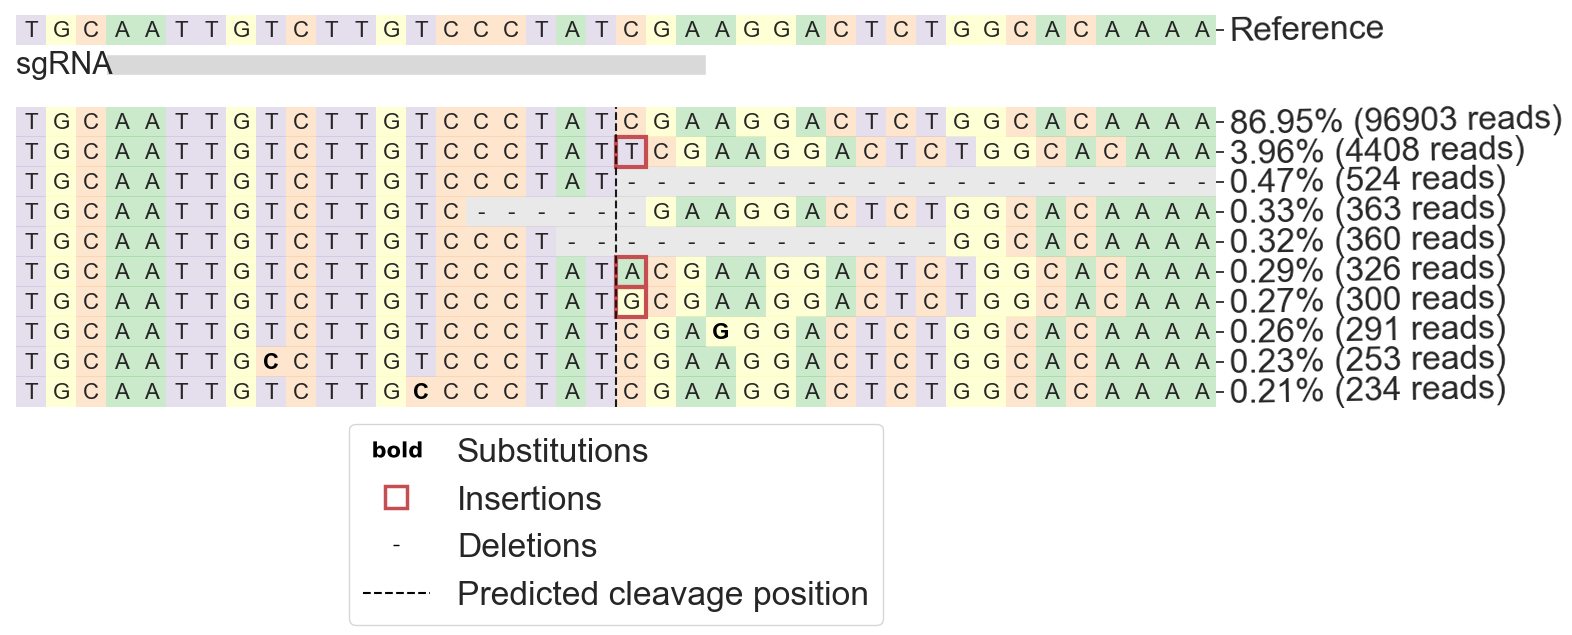 T G C A A T T G T C T T G T C C C T A T C G A A G G A C T C T G G C A C A A A A Reference
sgRNA
T G C A A T T G T C T T G T C C C T A T C G A A G G A C T C T G G C A C A A A A 86.95% (96903 reads)
T G C A A T T G T C T T G T C C C T A T T C G A A G G A C T C T G G C A C A A A 3.96% (4408 reads)
T G C A A T T G T C T T G T C C C T A T - - - - - - - - - - - - - - - - - - - - 0.47% (524 reads)
T G C A A T T G T C T T G T C - - - - - - G A A G G A C T C T G G C A C A A A A 0.33% (363 reads)
T G C A A T T G T C T T G T C C C T - - - - - - - - - - - - - G G C A C A A A A 0.32% (360 reads)
T G C A A T T G T C T T G T C C C T A T A C G A A G G A C T C T G G C A C A A A 0.29% (326 reads)
T G C A A T T G T C T T G T C C C T A T G C G A A G G A C T C T G G C A C A A A 0.27% (300 reads)
T G C A A T T G T C T T G T C C C T A T C G A G G G A C T C T G G C A C A A A A 0.26% (291 reads)
T G C A A T T G C C T T G T C C C T A T C G A A G G A C T C T G G C A C A A A A 0.23% (253 reads)
T G C A A T T G T C T T G C C C C T A T C G A A G G A C T C T G G C A C A A A A 0.21% (234 reads)
bold Substitutions
Insertions
- Deletions
Predicted cleavage position